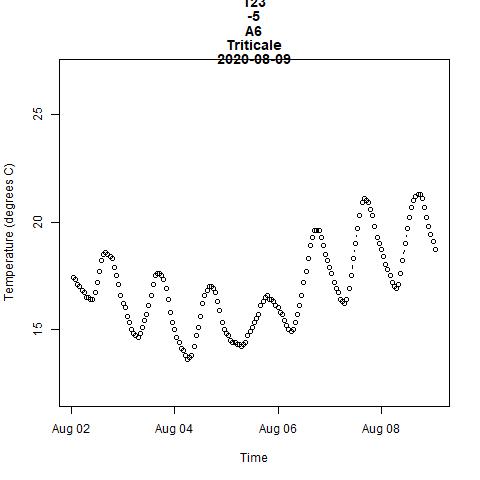 123
-5
A6
Triticale
2020-08-09
25
20
15
Temperature (degrees C)
Aug 02
Aug 04
Aug 06
Aug 08
Time